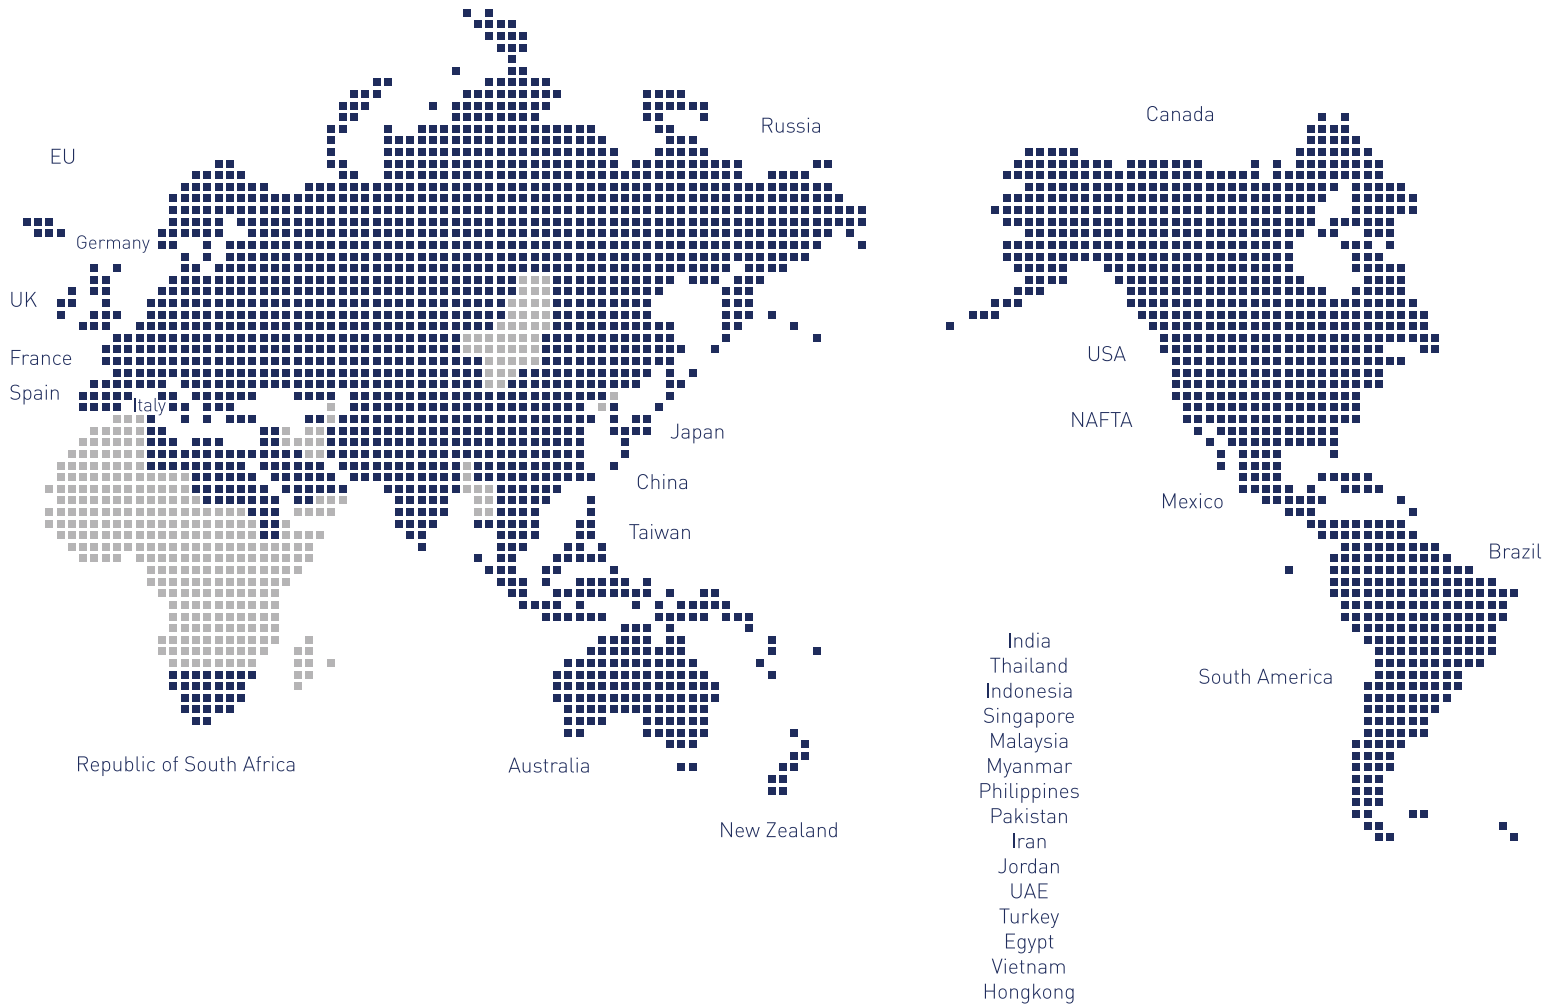 Canada
Russia
EU
Germany
UK
France
Spain
Italy
USA
NAFTA
Japan
China
Mexico
Taiwan
Brazil
South America
Republic of South Africa
Australia
New Zealand
India
Thailand
Indonesia
Singapore
Malaysia
Myanmar
Philippines
Pakistan
Iran
Jordan
UAE
Turkey
Egypt
Vietnam
Hongkong